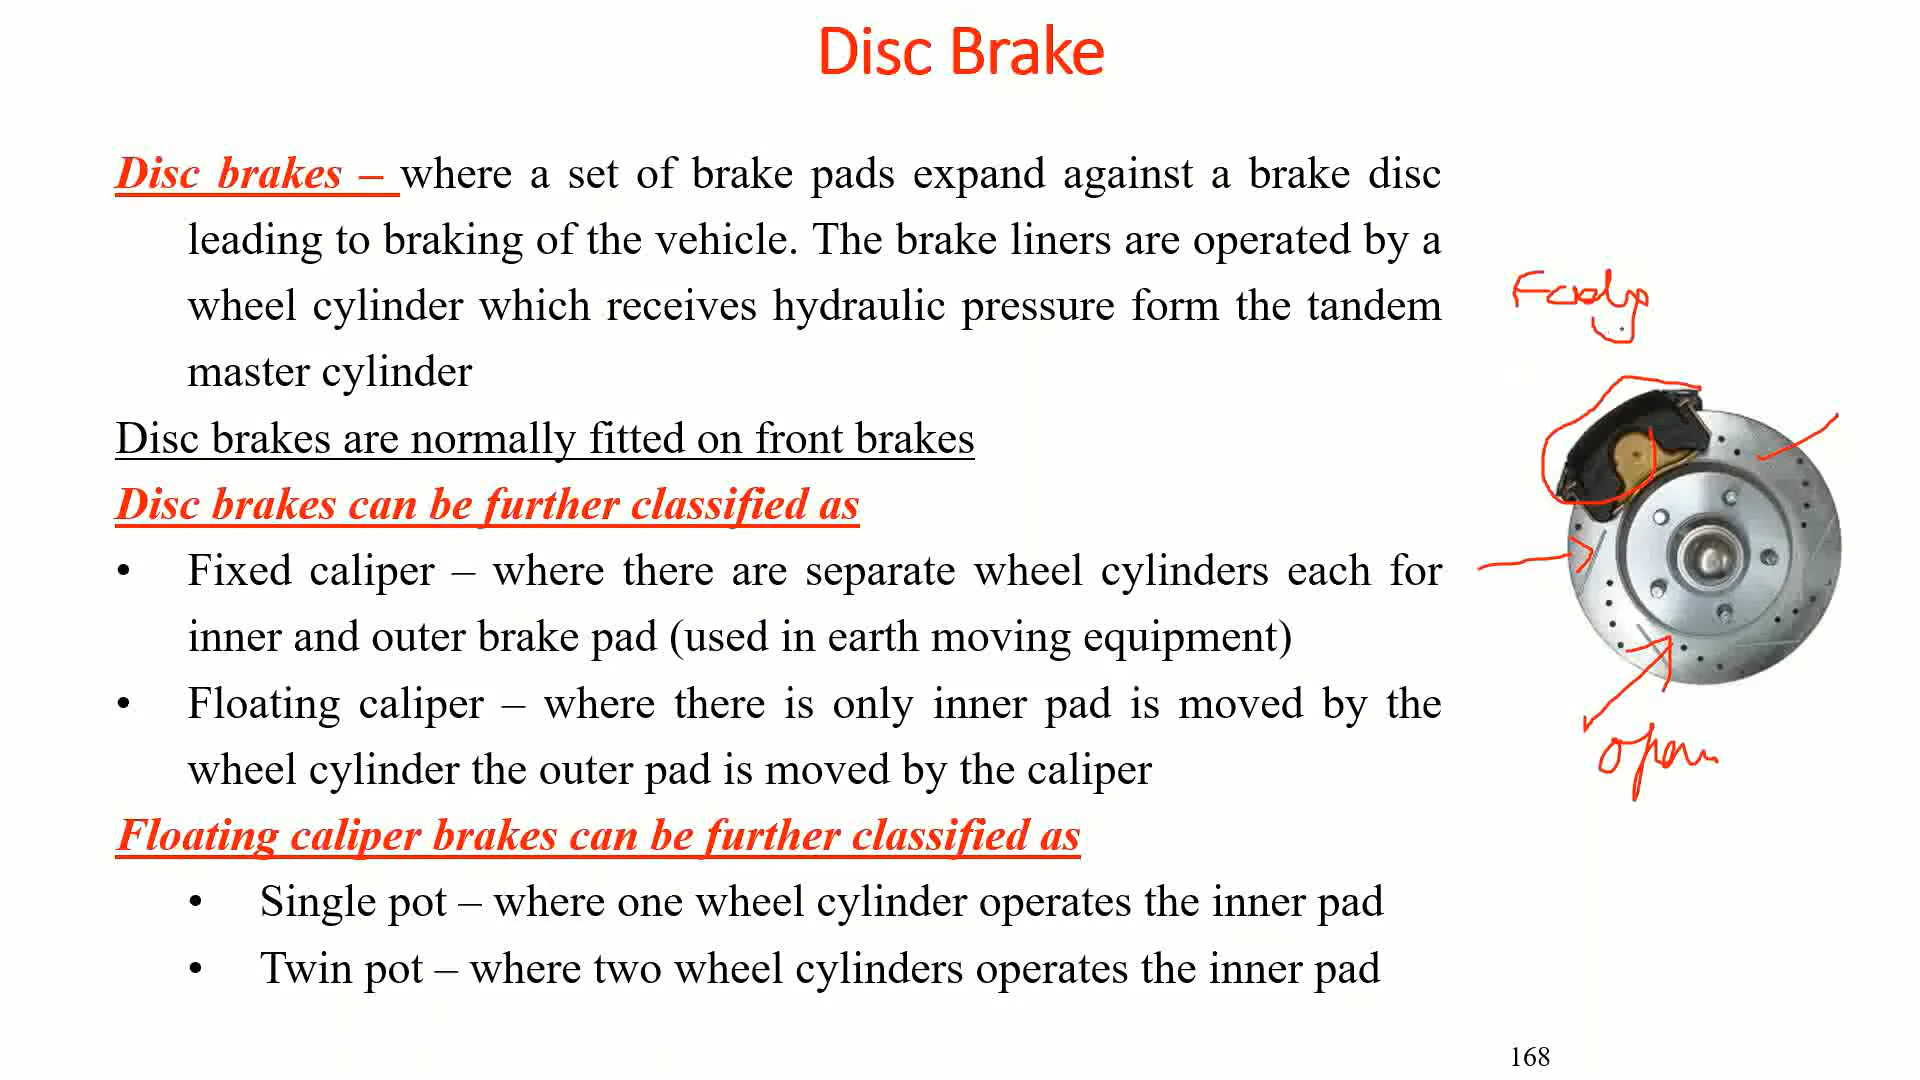 Disc Brake
Disc brakes – where a set of brake pads expand against a brake disc
leading to braking of the vehicle. The brake liners are operated by a
wheel cylinder which receives hydraulic pressure form the tandem
master cylinder
Disc brakes are normally fitted on front brakes
Disc brakes can be further classified as
• Fixed caliper – where there are separate wheel cylinders each for
inner and outer brake pad (used in earth moving equipment)
• Floating caliper – where there is only inner pad is moved by the
wheel cylinder the outer pad is moved by the caliper
Floating caliper brakes can be further classified as
• Single pot – where one wheel cylinder operates the inner pad
• Twin pot – where two wheel cylinders operates the inner pad
open
168